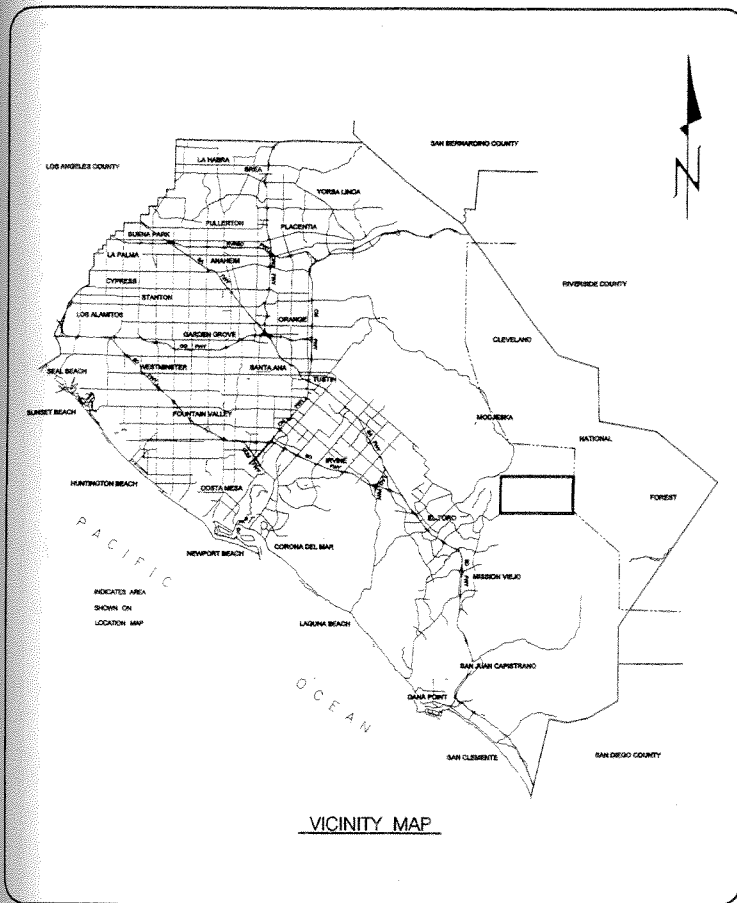 SAN BERNARDINO COUNTY
LOS ANGELES COUNTY
LA HABRA
BREA
YORBA LINDA
N
FULLERTON
PLACENTIA
BUENA PARK
LA PALMA
ANAHEIM
CYPRESS
RIVERSIDE COUNTY
STANTON
LOS ALAMITOS
ORANGE
GARDEN GROVE
CLEVELAND
SEAL BEACH
WESTMINSTER
SANTA ANA
TUSTIN
SUNSET BEACH
FOUNTAIN VALLEY
MODJESKA
NATIONAL
HUNTINGTON BEACH
COSTA MESA
IRVINE
FOREST
EL TORO
PACIFIC
NEWPORT BEACH
CORONA DEL MAR
MISSION VIEJO
INDICATES AREA
SHOWN ON
LOCATION MAP
LAGUNA BEACH
SAN JUAN CAPISTRANO
OCEAN
DANA POINT
SAN CLEMENTE
SAN DIEGO COUNTY
VICINITY MAP